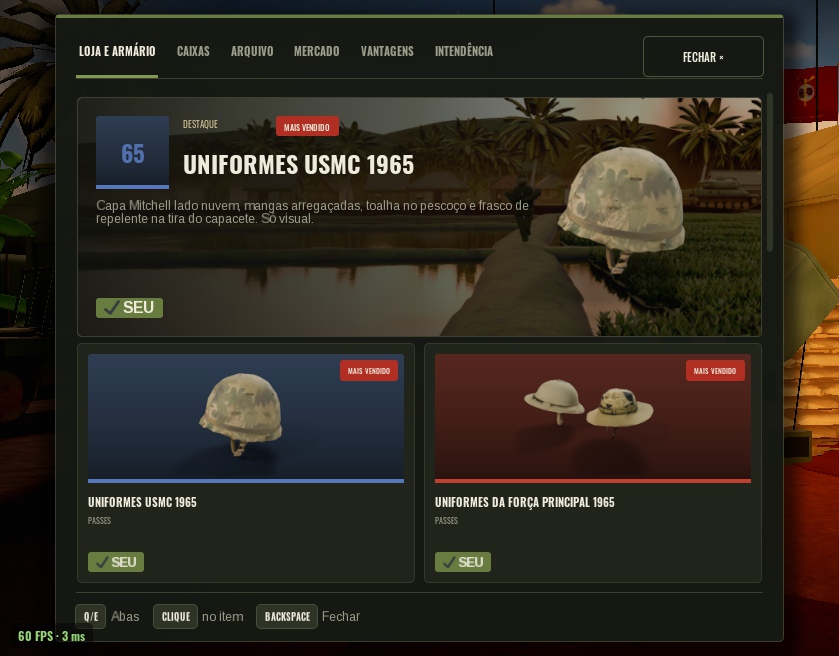 LOJA E ARMÁRIO CAIXAS ARQUIVO MERCADO VANTAGENS INTENDÊNCIA FECHAR ×
65
DESTAQUE MAIS VENDIDO
UNIFORMES USMC 1965
Capa Mitchell lado nuvem, mangas arregaçadas, toalha no pescoço e frasco de
repelente na tira do capacete. Só visual.
SEU
MAIS VENDIDO
UNIFORMES USMC 1965
PASSES
SEU
MAIS VENDIDO
UNIFORMES DA FORÇA PRINCIPAL 1965
PASSES
SEU
Q/E Abas CLIQUE no item BACKSPACE Fechar
60 FPS · 3 ms